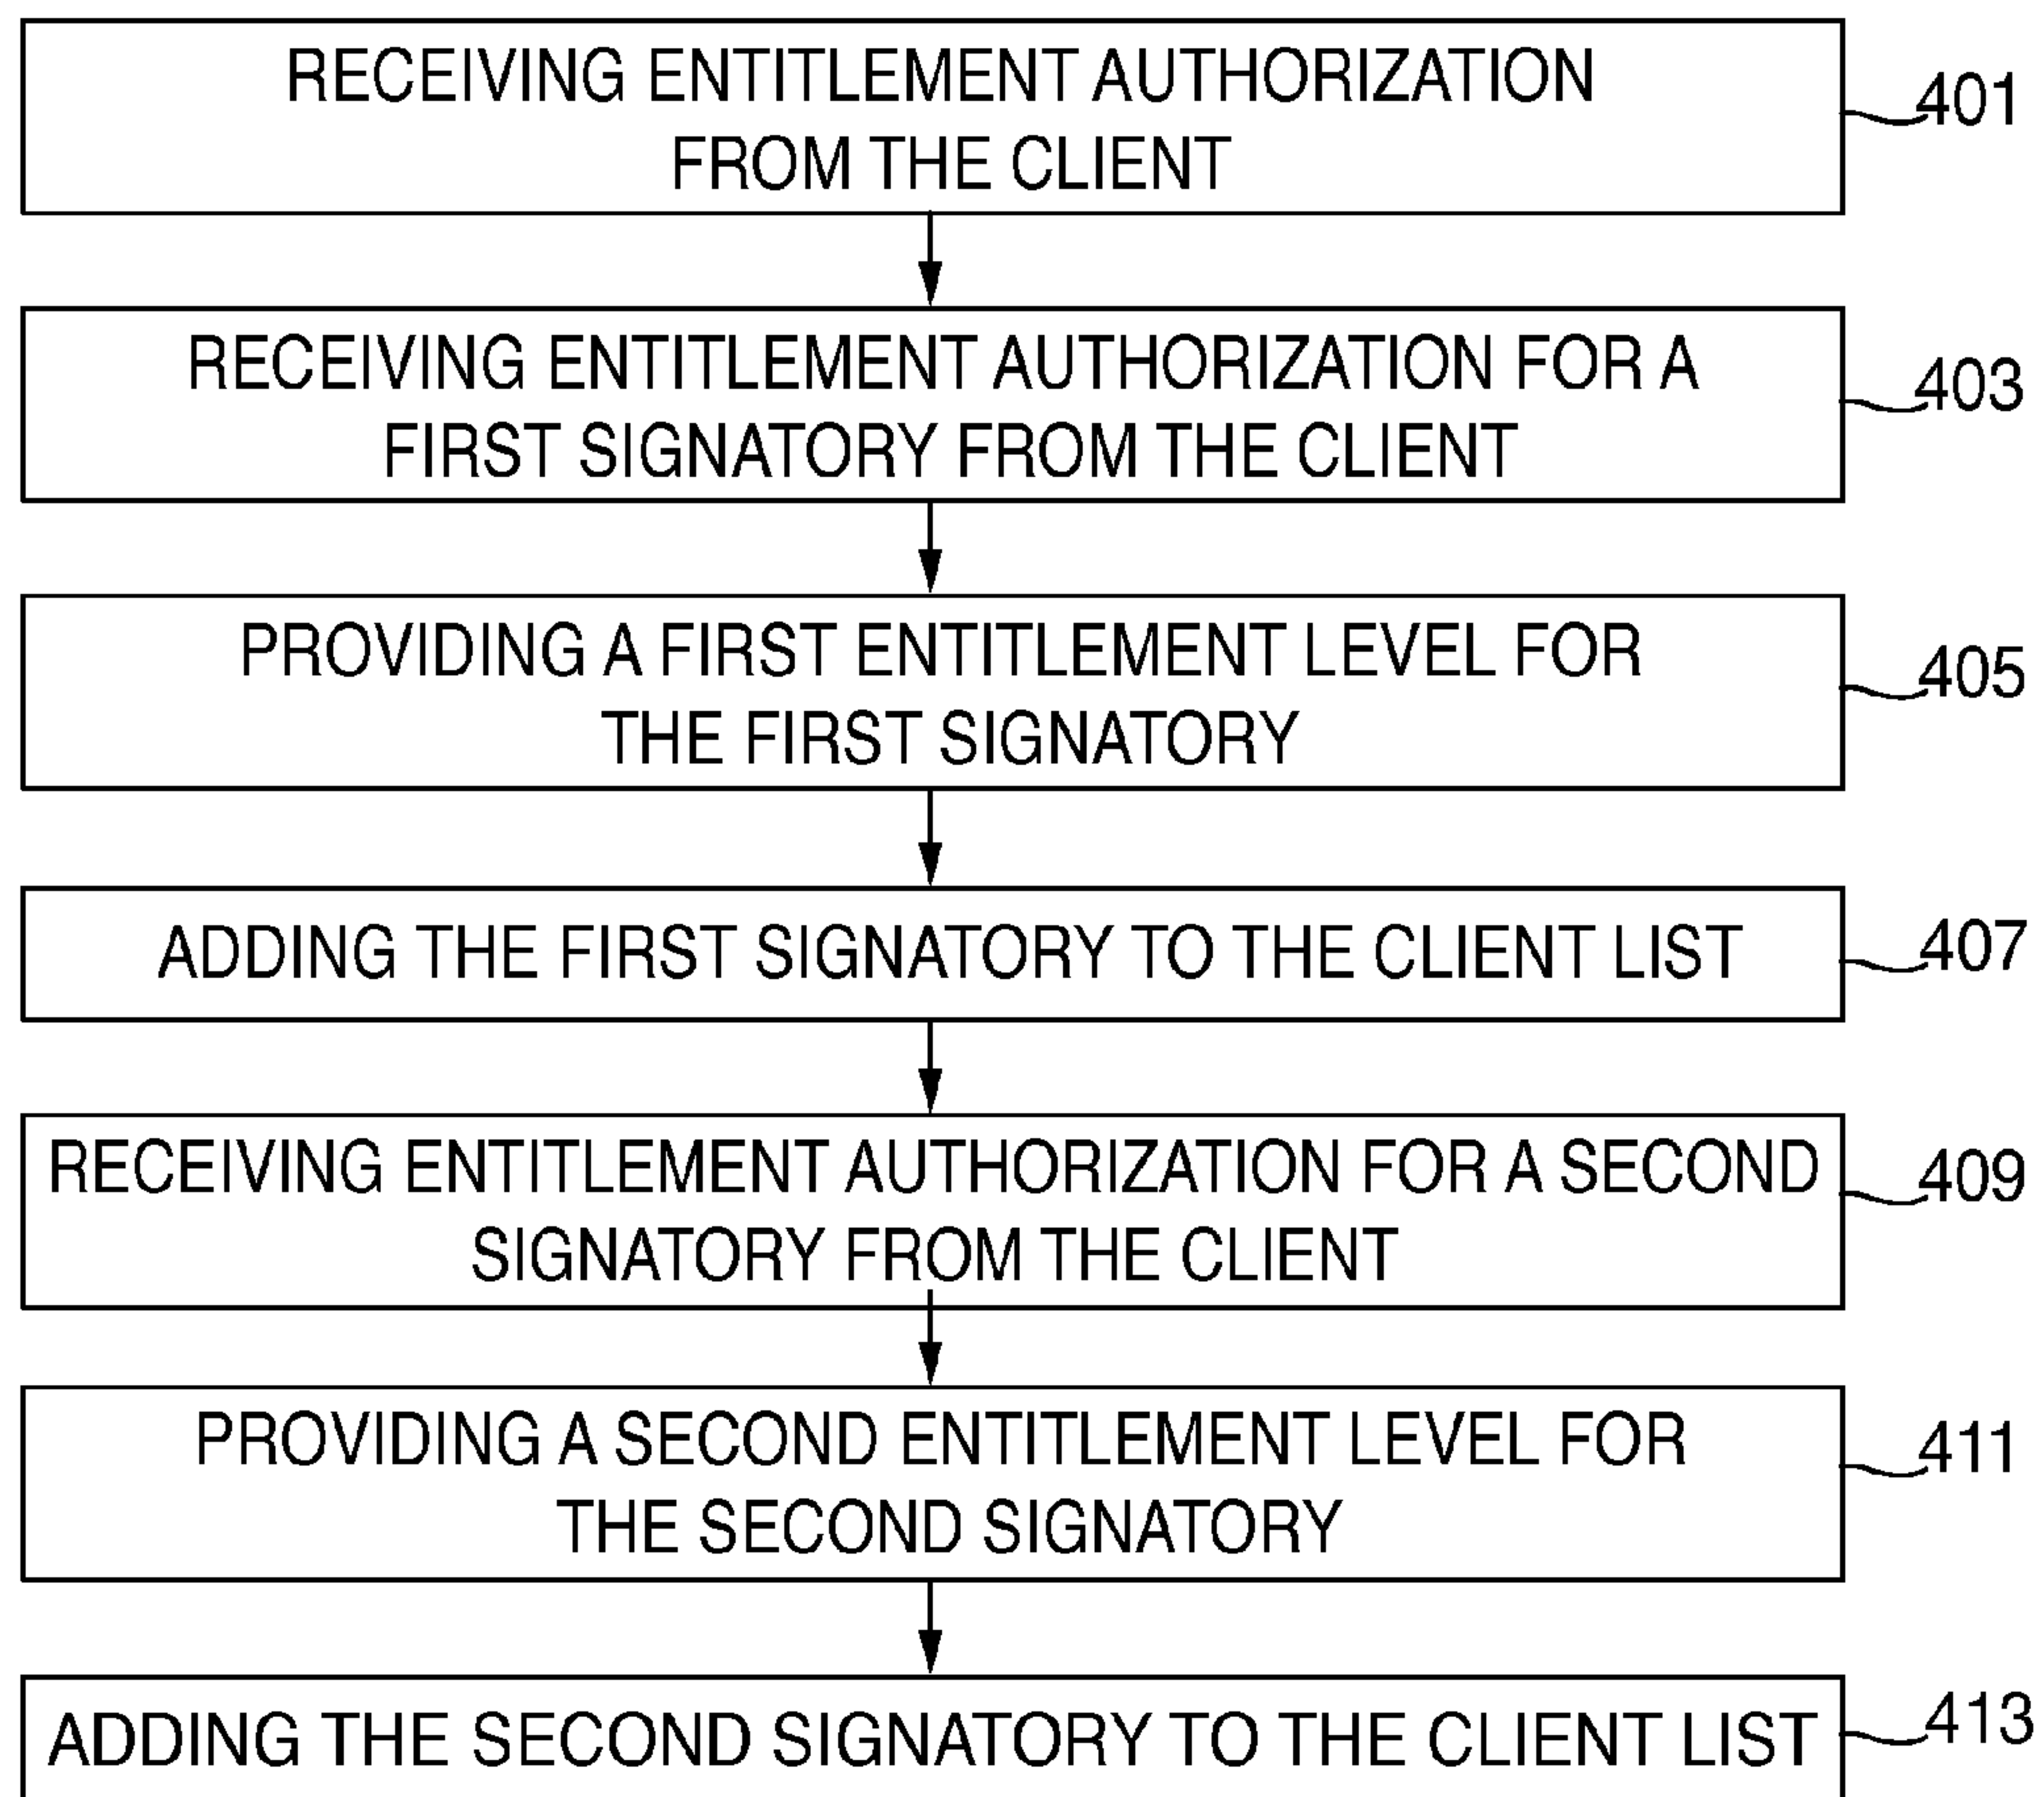 RECEIVING ENTITLEMENT AUTHORIZATION
FROM THE CLIENT
401
RECEIVING ENTITLEMENT AUTHORIZATION FOR A
FIRST SIGNATORY FROM THE CLIENT
403
PROVIDING A FIRST ENTITLEMENT LEVEL FOR
THE FIRST SIGNATORY
405
ADDING THE FIRST SIGNATORY TO THE CLIENT LIST
407
RECEIVING ENTITLEMENT AUTHORIZATION FOR A SECOND
SIGNATORY FROM THE CLIENT
409
PROVIDING A SECOND ENTITLEMENT LEVEL FOR
THE SECOND SIGNATORY
411
ADDING THE SECOND SIGNATORY TO THE CLIENT LIST
413